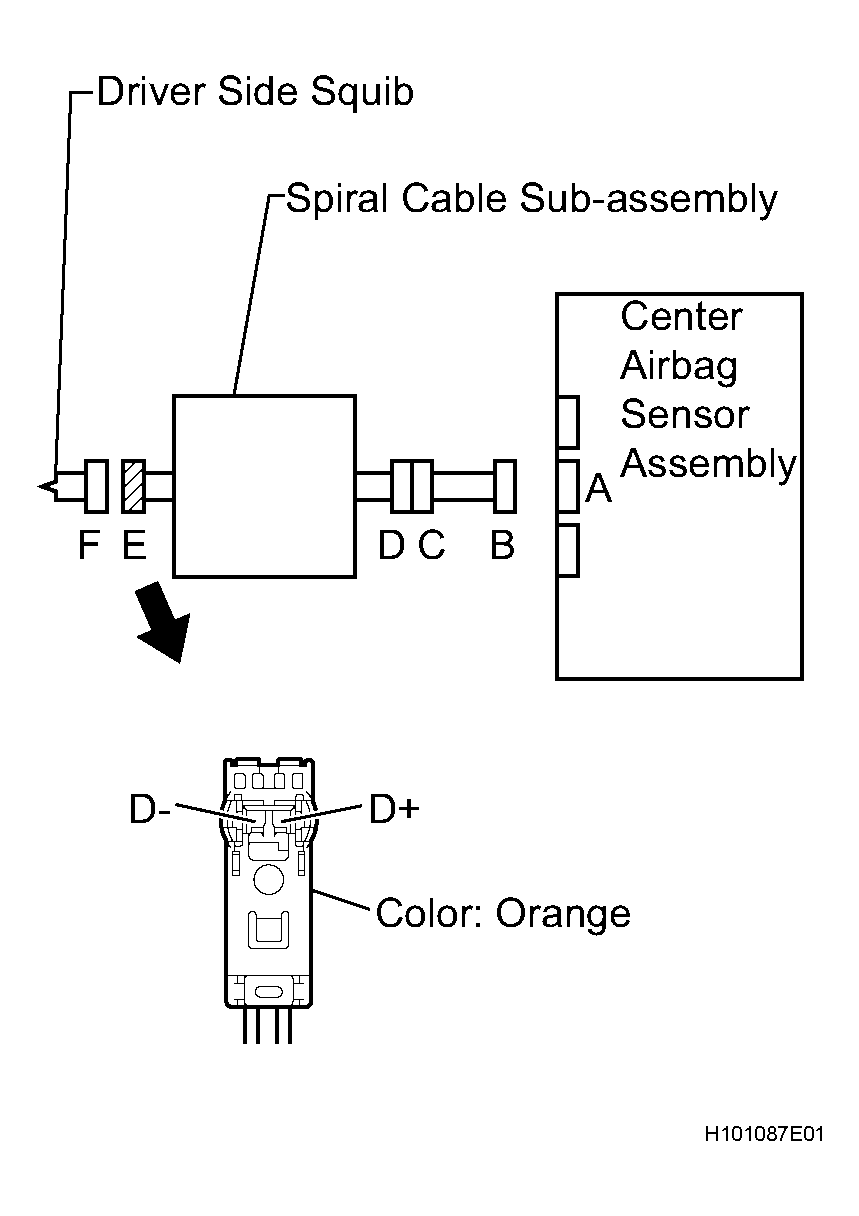 Driver Side Squib
Spiral Cable Sub-assembly
Center
Airbag
Sensor
Assembly
A
F E D C B
D- D+
Color: Orange
H101087E01